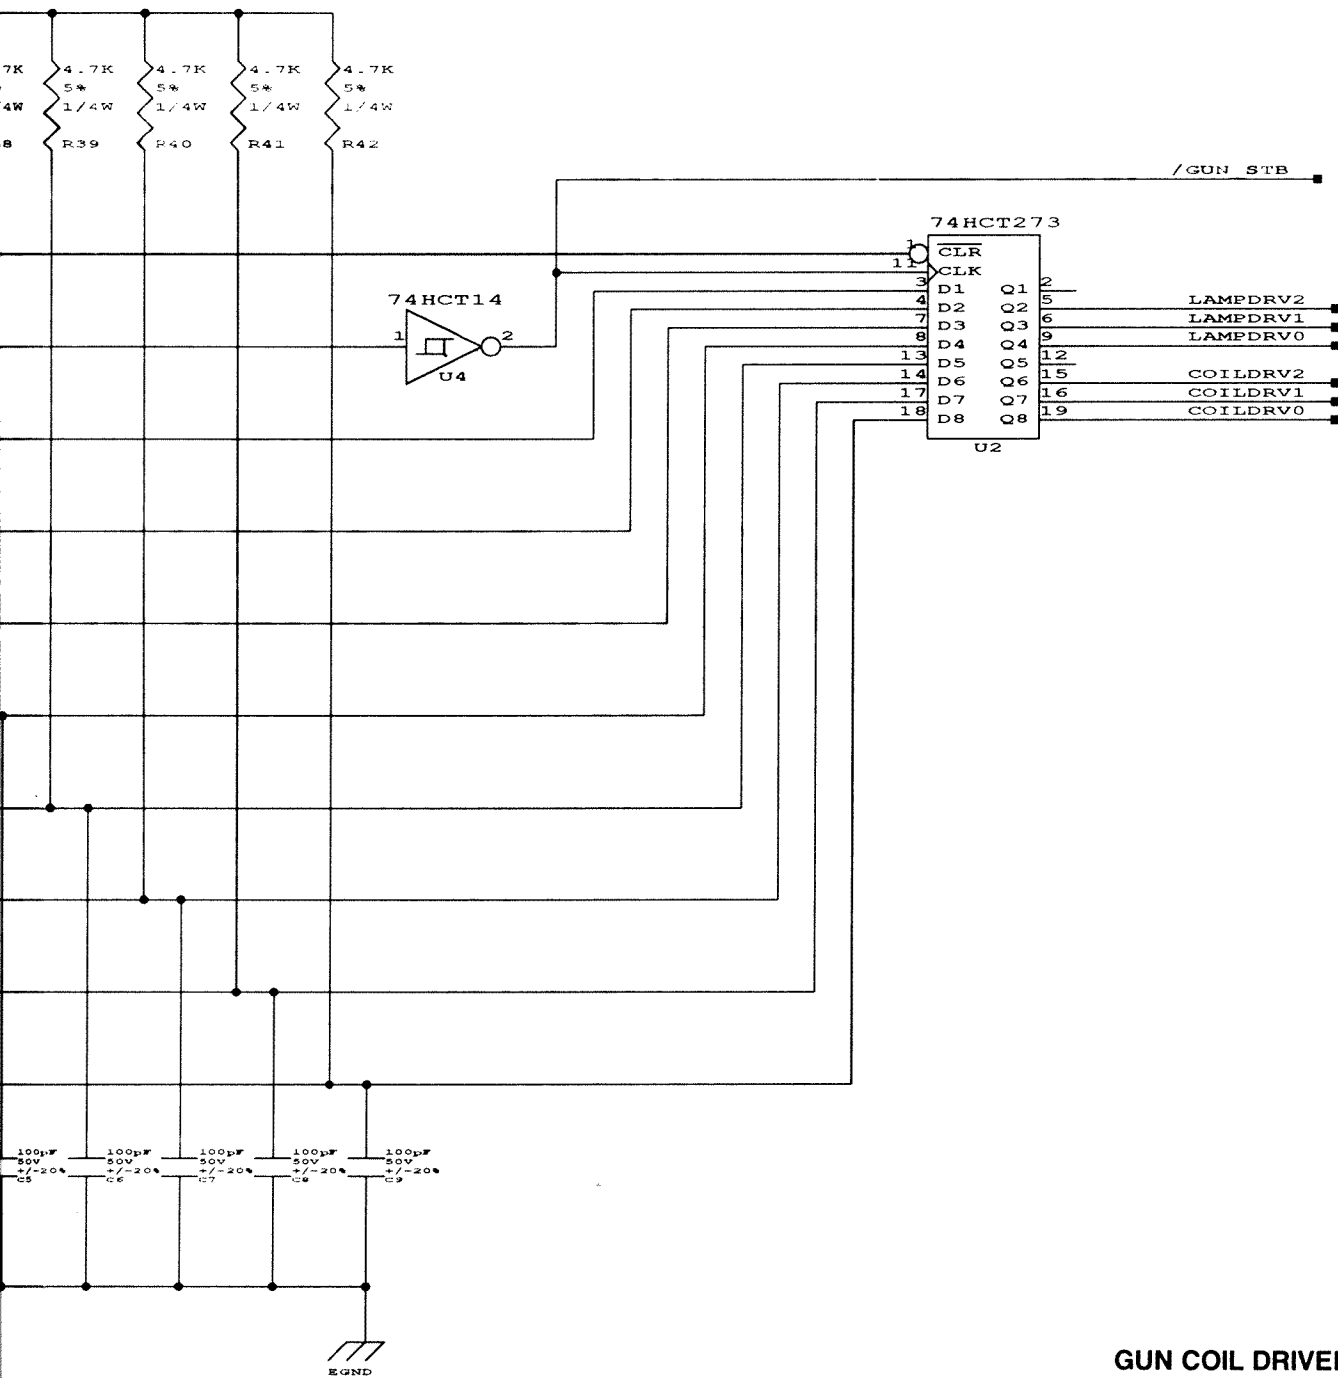 7K 4.7K 4.7K 4.7K 4.7K
5% 5% 5% 5%
4W 1/4W 1/4W 1/4W 1/4W
8 R39 R40 R41 R42
/GUN STB
74HCT273
1 CLR
11 CLK
3 D1 Q1 2
4 D2 Q2 5 LAMPDRV2
7 D3 Q3 6 LAMPDRV1
8 D4 Q4 9 LAMPDRV0
13 D5 Q5 12
14 D6 Q6 15 COILDRV2
17 D7 Q7 16 COILDRV1
18 D8 Q8 19 COILDRV0
U2
74HCT14
1 2
U4
100pF 100pF 100pF 100pF 100pF
50V 50V 50V 50V 50V
+/-20% +/-20% +/-20% +/-20% +/-20%
C5 C6 C7 C8 C9
EGND
GUN COIL DRIVE